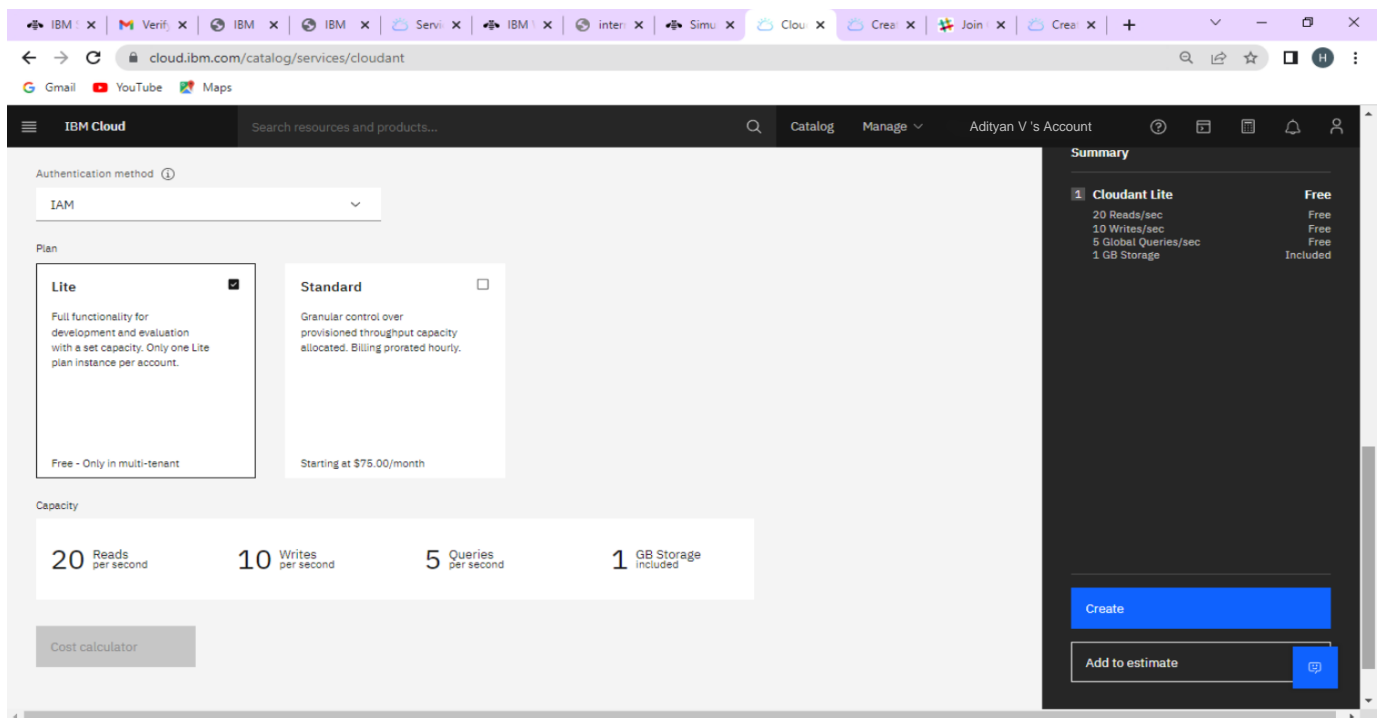 IBM S
Verify
IBM
IBM
Servic
IBM W
inter
Simu
Clou
Creat
Join
Creat
cloud.ibm.com/catalog/services/cloudant
H
Gmail
YouTube
Maps
IBM Cloud
Search resources and products...
Catalog
Manage
Adityan V 's Account
Authentication method
IAM
Plan
Lite
Full functionality for
development and evaluation
with a set capacity. Only one Lite
plan instance per account.
Free - Only in multi-tenant
Standard
Granular control over
provisioned throughput capacity
allocated. Billing prorated hourly.
Starting at $75.00/month
Capacity
20 Reads
per second
10 Writes
per second
5 Queries
per second
1 GB Storage
included
Cost calculator
Summary
1 Cloudant Lite Free
20 Reads/sec Free
10 Writes/sec Free
5 Global Queries/sec Free
1 GB Storage Included
Create
Add to estimate